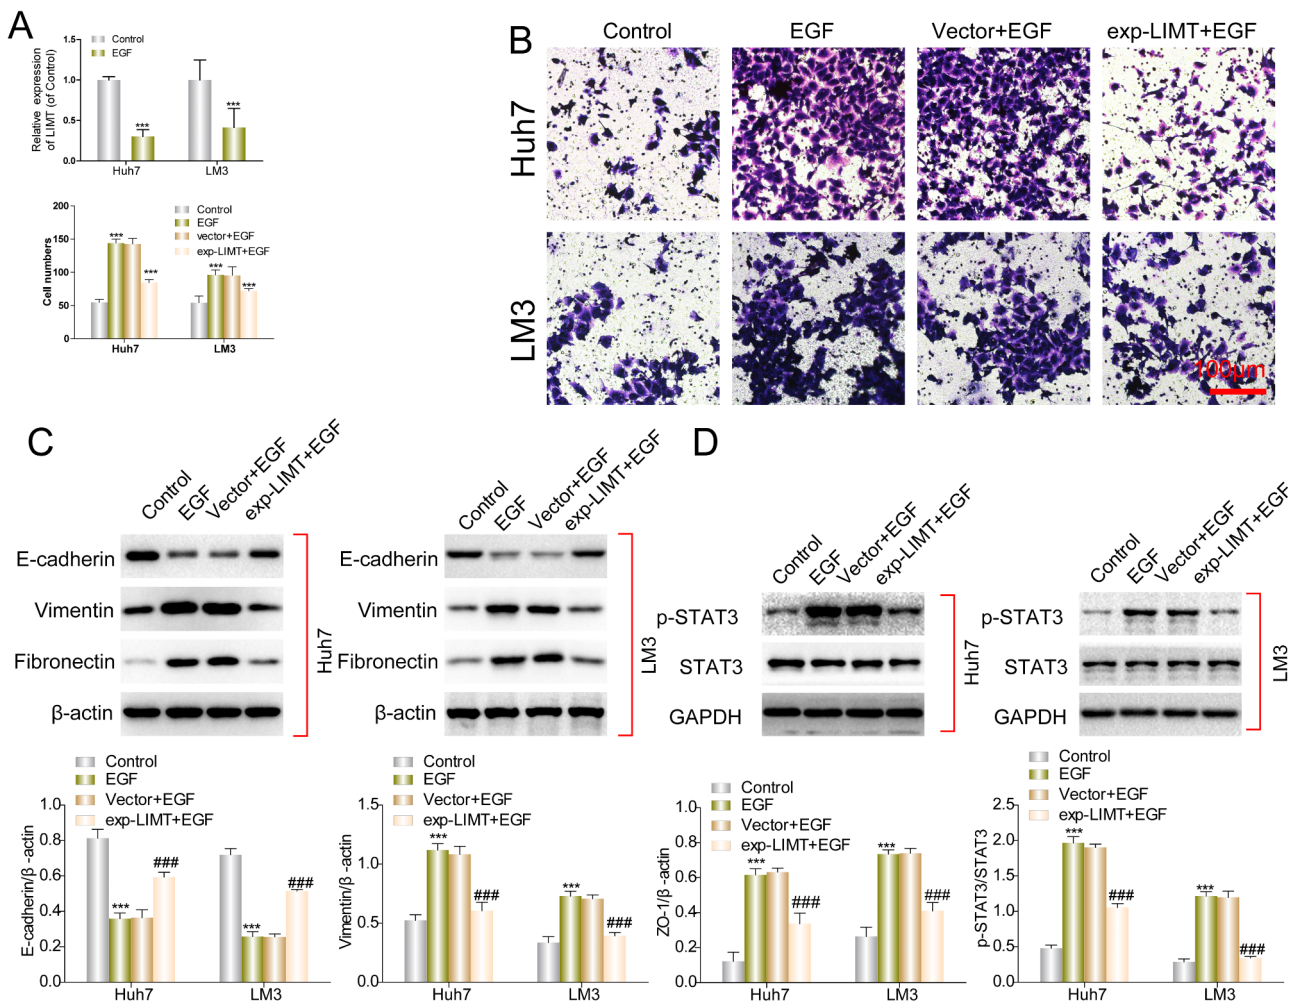 A
Control
EGF
Relative expression
of LIMT (of Control)
1.5
1.0
0.5
0.0
***
***
Huh7
LM3
Control
EGF
vector+EGF
exp-LIMT+EGF
Cell numbers
200
150
100
50
0
***
***
***
***
Huh7
LM3
B
Control
EGF
Vector+EGF
exp-LIMT+EGF
Huh7
LM3
100μm
C
Control
EGF
Vector+EGF
exp-LIMT+EGF
E-cadherin
Vimentin
Fibronectin
β-actin
Huh7
Control
EGF
Vector+EGF
exp-LIMT+EGF
E-cadherin
Vimentin
Fibronectin
β-actin
LM3
D
Control
EGF
Vector+EGF
exp-LIMT+EGF
p-STAT3
STAT3
GAPDH
Huh7
Control
EGF
Vector+EGF
exp-LIMT+EGF
p-STAT3
STAT3
GAPDH
LM3
Control
EGF
Vector+EGF
exp-LIMT+EGF
E-cadherin/β -actin
1.0
0.8
0.6
0.4
0.2
0.0
***
###
***
###
Huh7
LM3
Control
EGF
Vector+EGF
exp-LIMT+EGF
Vimentin/β -actin
1.5
1.0
0.5
0.0
***
###
***
###
Huh7
LM3
Control
EGF
Vector+EGF
exp-LIMT+EGF
ZO-1/β -actin
1.0
0.8
0.6
0.4
0.2
0.0
***
###
***
###
Huh7
LM3
Control
EGF
Vector+EGF
exp-LIMT+EGF
p-STAT3/STAT3
2.5
2.0
1.5
1.0
0.5
0.0
***
###
***
###
Huh7
LM3